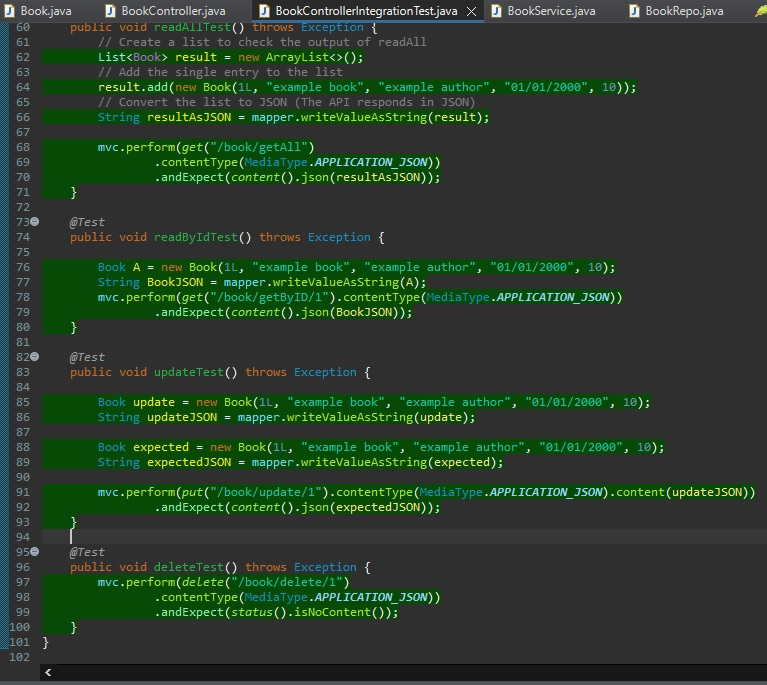 Book.java BookController.java BookControllerIntegrationTest.java BookService.java BookRepo.java
60 public void readAllTest() throws Exception {
61 // Create a list to check the output of readAll
62 List<Book> result = new ArrayList<>();
63 // Add the single entry to the list
64 result.add(new Book(1L, "example book", "example author", "01/01/2000", 10));
65 // Convert the list to JSON (The API responds in JSON)
66 String resultAsJSON = mapper.writeValueAsString(result);
67
68 mvc.perform(get("/book/getAll")
69 .contentType(MediaType.APPLICATION_JSON))
70 .andExpect(content().json(resultAsJSON));
71 }
72
73 @Test
74 public void readByIdTest() throws Exception {
75
76 Book A = new Book(1L, "example book", "example author", "01/01/2000", 10);
77 String BookJSON = mapper.writeValueAsString(A);
78 mvc.perform(get("/book/getByID/1").contentType(MediaType.APPLICATION_JSON))
79 .andExpect(content().json(BookJSON));
80 }
81
82 @Test
83 public void updateTest() throws Exception {
84
85 Book update = new Book(1L, "example book", "example author", "01/01/2000", 10);
86 String updateJSON = mapper.writeValueAsString(update);
87
88 Book expected = new Book(1L, "example book", "example author", "01/01/2000", 10);
89 String expectedJSON = mapper.writeValueAsString(expected);
90
91 mvc.perform(put("/book/update/1").contentType(MediaType.APPLICATION_JSON).content(updateJSON))
92 .andExpect(content().json(expectedJSON));
93 }
94
95 @Test
96 public void deleteTest() throws Exception {
97 mvc.perform(delete("/book/delete/1")
98 .contentType(MediaType.APPLICATION_JSON))
99 .andExpect(status().isNoContent());
100 }
101 }
102